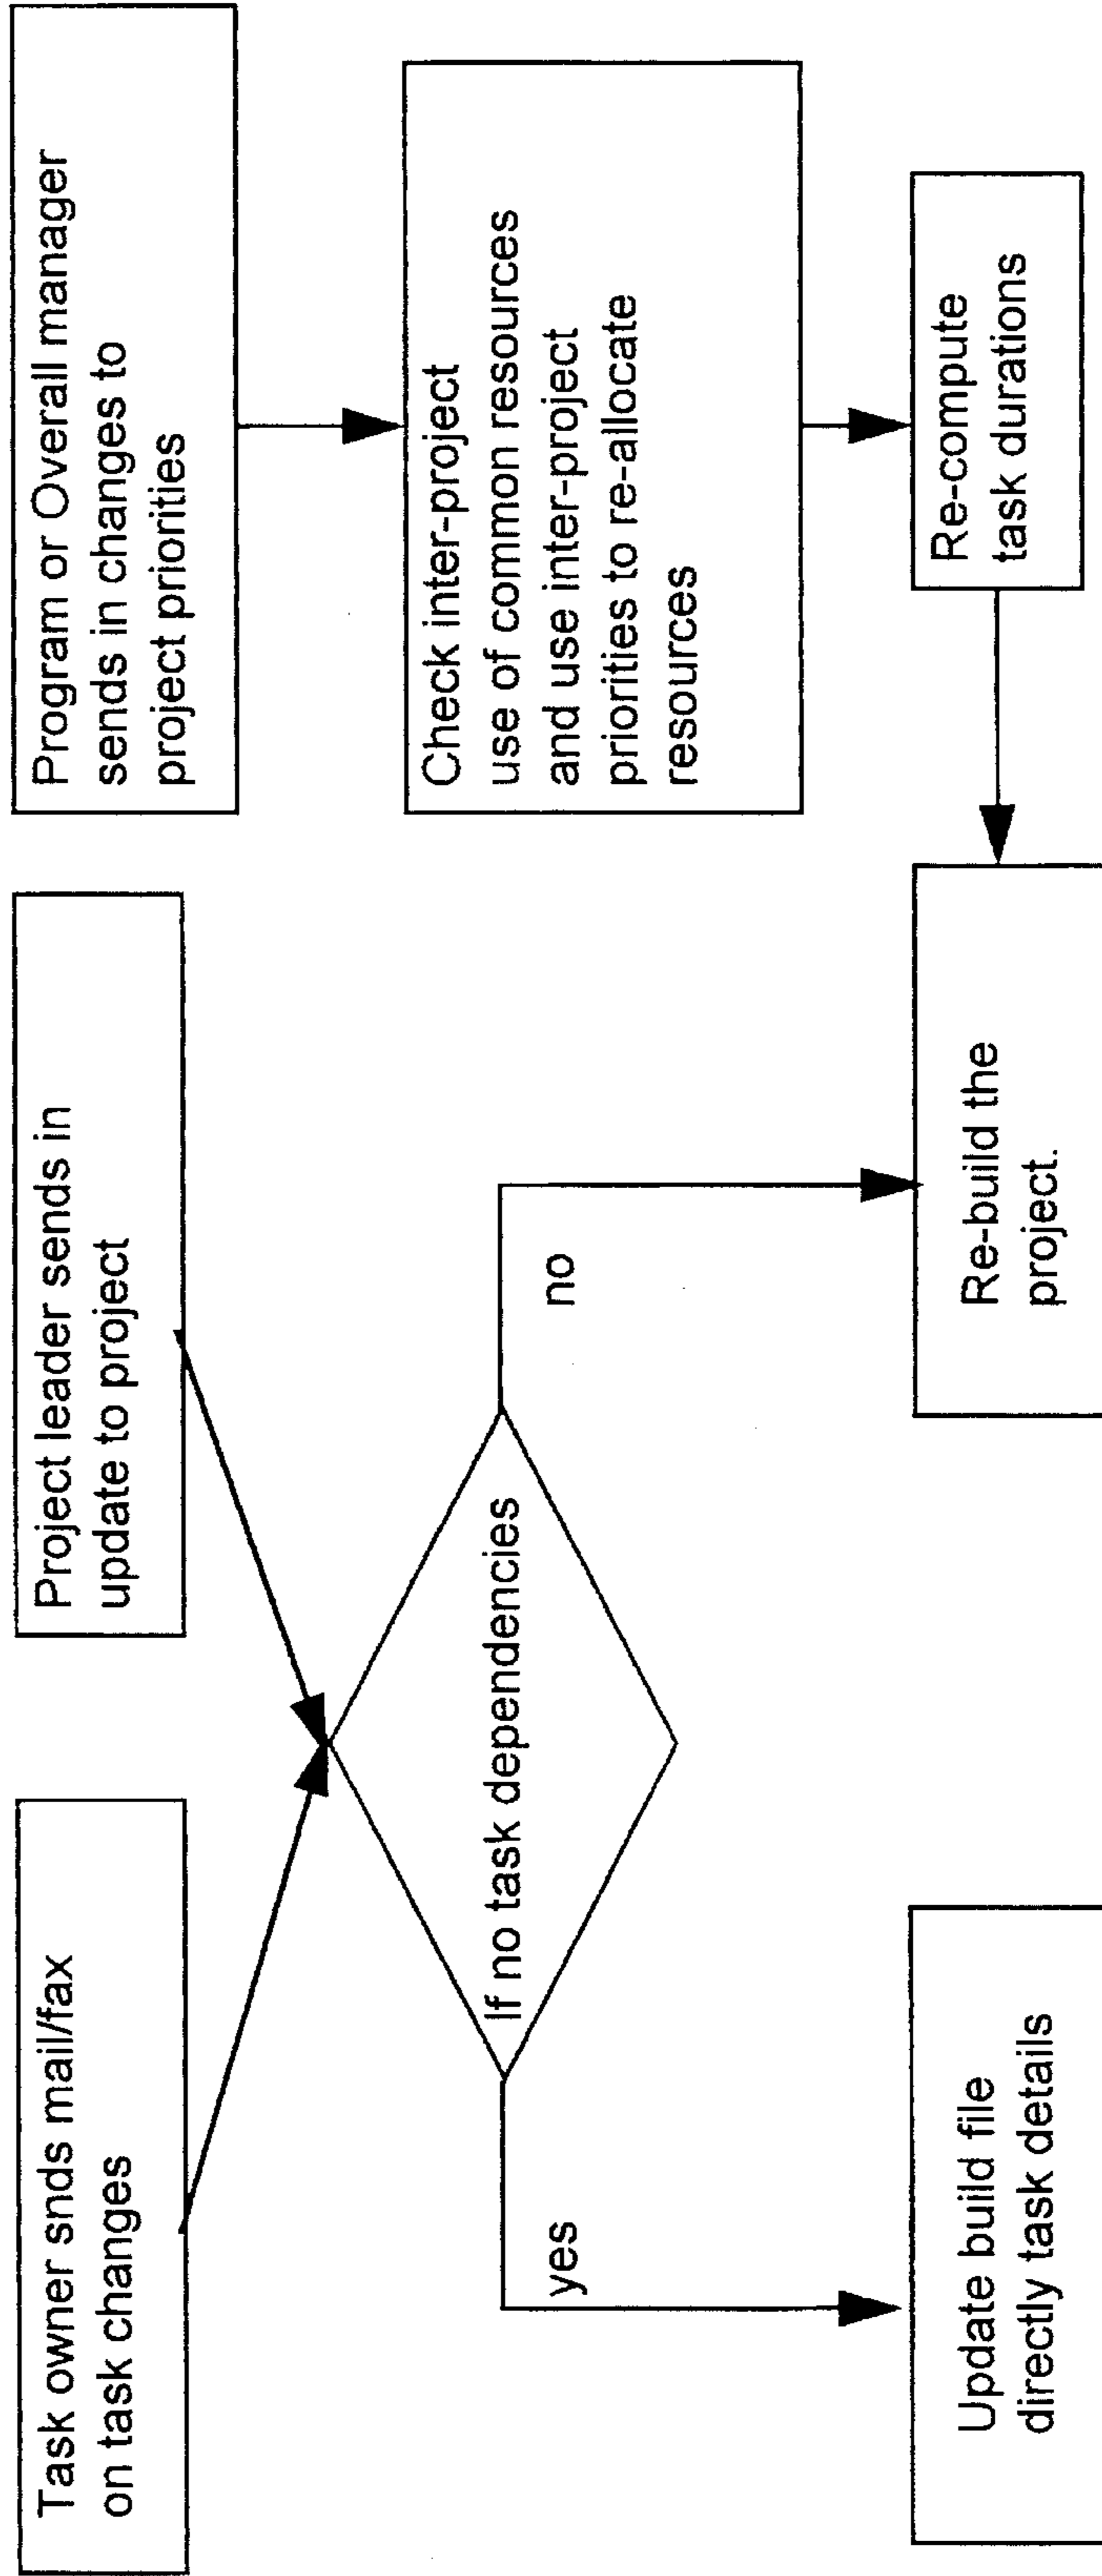 Task owner snds mail/fax
on task changes
Project leader sends in
update to project
Program or Overall manager
sends in changes to
project priorities
If no task dependencies
yes
no
Check inter-project
use of common resources
and use inter-project
priorities to re-allocate
resources
Update build file
directly task details
Re-build the
project.
Re-compute
task durations